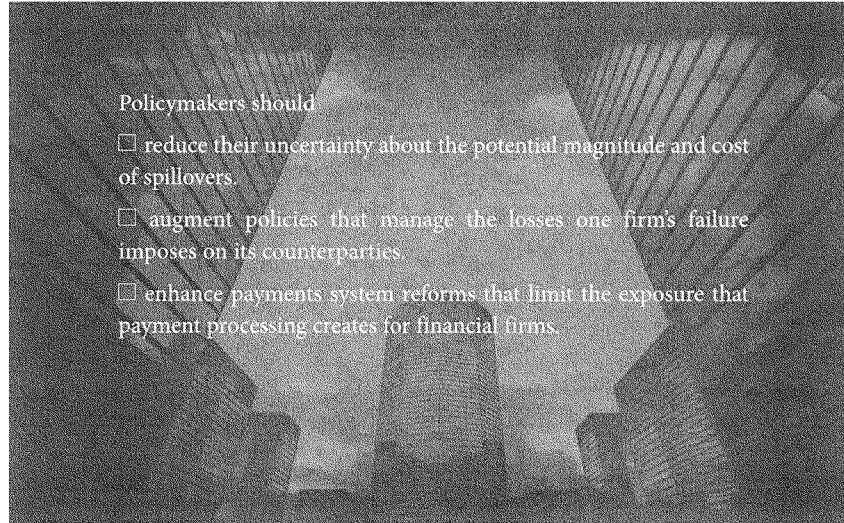 Policymakers should
☐ reduce their uncertainty about the potential magnitude and cost
of spillovers.
☐ augment policies that manage the losses one firm's failure
imposes on its counterparties.
☐ enhance payments system reforms that limit the exposure that
payment processing creates for financial firms.